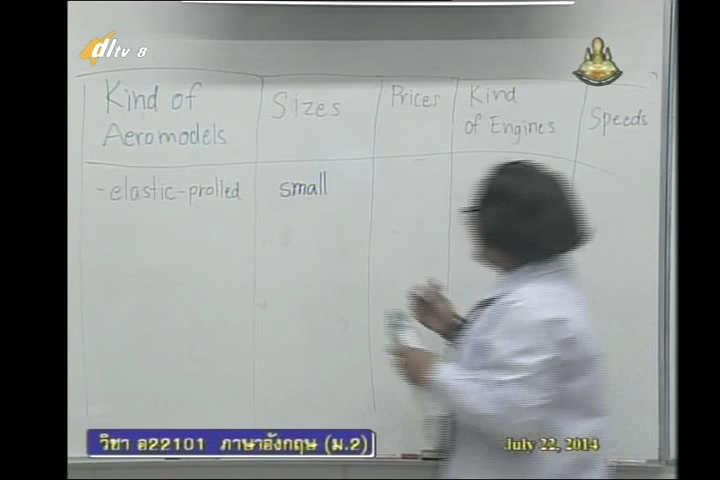 dltv 8
Kind of
Aeromodels
Sizes
Prices
Kind
of Engines
Speeds
-elastic-prolled
small
วิชา อ22101 ภาษาอังกฤษ (ม.2)
July 22, 2014